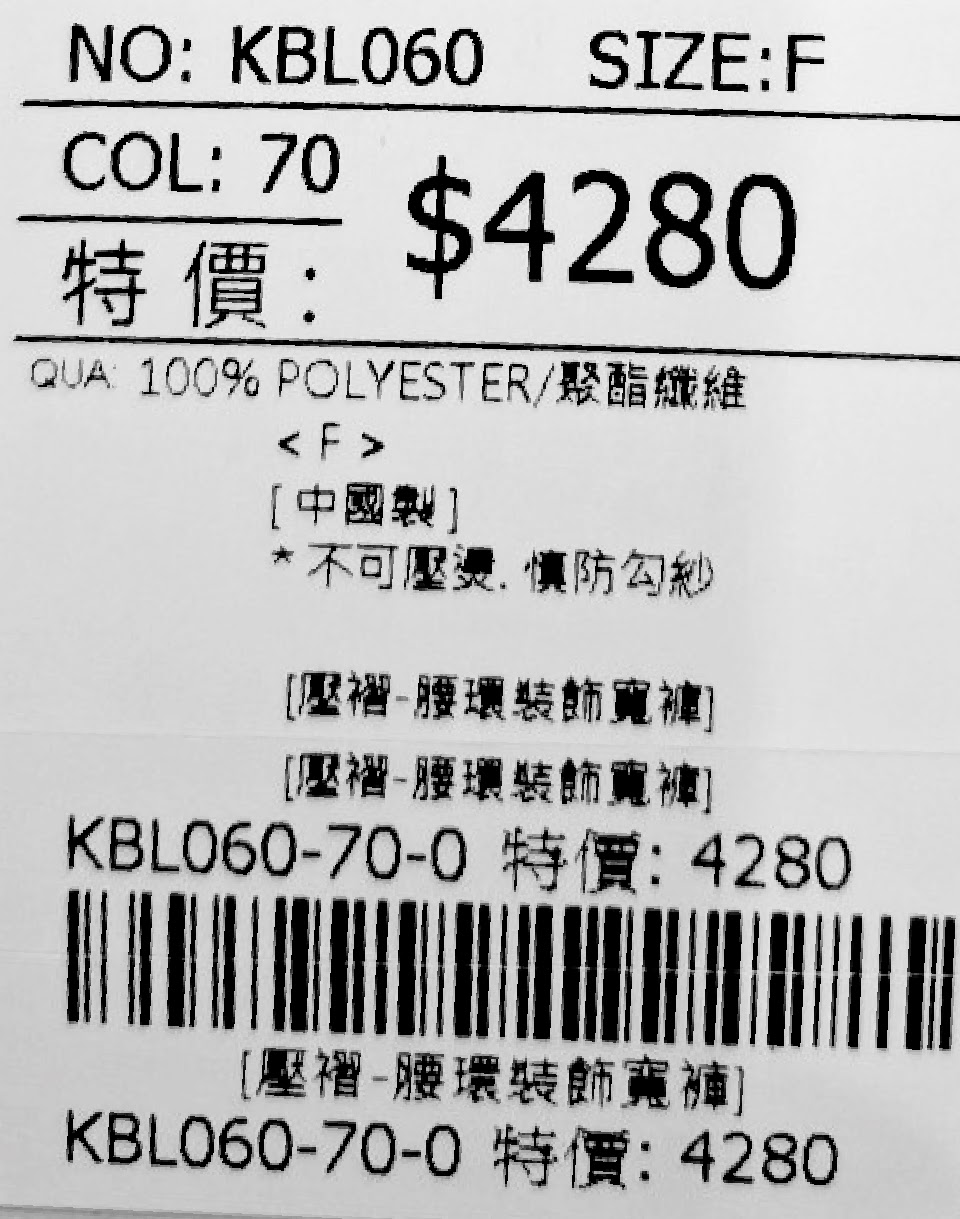 NO: KBL060 SIZE:F
COL: 70
$4280
特價:
QUA: 100% POLYESTER/聚酯纖維
< F >
[中國製]
* 不可壓燙. 慎防勾紗
[壓褶-腰環裝飾寬褲]
[壓褶-腰環裝飾寬褲]
KBL060-70-0 特價: 4280
[壓褶-腰環裝飾寬褲]
KBL060-70-0 特價: 4280